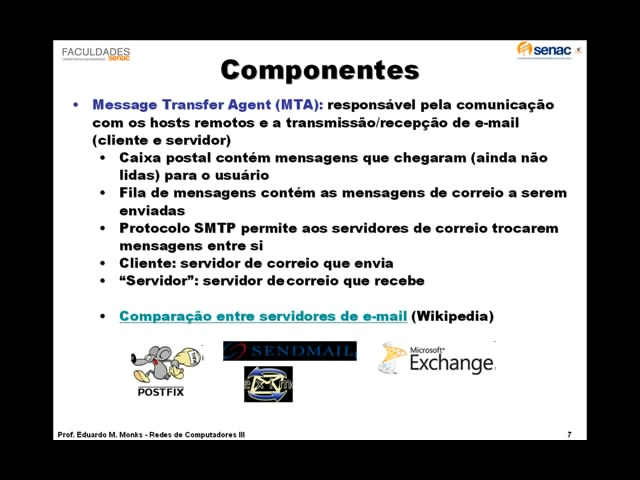 FACULDADES
senac
senac
Componentes
• Message Transfer Agent (MTA): responsável pela comunicação
com os hosts remotos e a transmissão/recepção de e-mail
(cliente e servidor)
• Caixa postal contém mensagens que chegaram (ainda não
lidas) para o usuário
• Fila de mensagens contém as mensagens de correio a serem
enviadas
• Protocolo SMTP permite aos servidores de correio trocarem
mensagens entre si
• Cliente: servidor de correio que envia
• “Servidor”: servidor de correio que recebe
• Comparação entre servidores de e-mail (Wikipedia)
POSTFIX
SENDMAIL
Microsoft
Exchange
Prof. Eduardo M. Monks - Redes de Computadores III
7